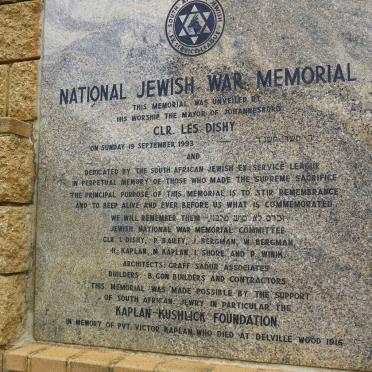 NATIONAL JEWISH WAR MEMORIAL
THIS MEMORIAL WAS UNVEILED BY
HIS WORSHIP THE MAYOR OF JOHANNESBURG
CLR. LES DISHY
ON SUNDAY 19 SEPTEMBER 1993
AND
DEDICATED BY THE SOUTH AFRICAN JEWISH EX-SERVICE LEAGUE
IN PERPETUAL MEMORY OF THOSE WHO MADE THE SUPREME SACRIFICE
THE PRINCIPAL PURPOSE OF THIS MEMORIAL IS TO STIR REMEMBRANCE
AND TO KEEP ALIVE AND EVER BEFORE US WHAT IS COMMEMORATED
WE WILL REMEMBER THEM
JEWISH NATIONAL WAR MEMORIAL COMMITTEE
CLR. L. DISHY, P. BAILEY, J. BERGMAN, W. BERGMAN,
H. KAPLAN, M. KAPLAN, I. SHORE AND P. WINIK
ARCHITECTS: GRAFF SADUR ASSOCIATES
BUILDERS: B. CON BUILDERS AND CONTRACTORS
THIS MEMORIAL WAS MADE POSSIBLE BY THE SUPPORT
OF SOUTH AFRICAN JEWRY IN PARTICULAR THE
KAPLAN-KUSHLICK FOUNDATION
IN MEMORY OF PVT. VICTOR KAPLAN WHO DIED AT DELVILLE WOOD 1916